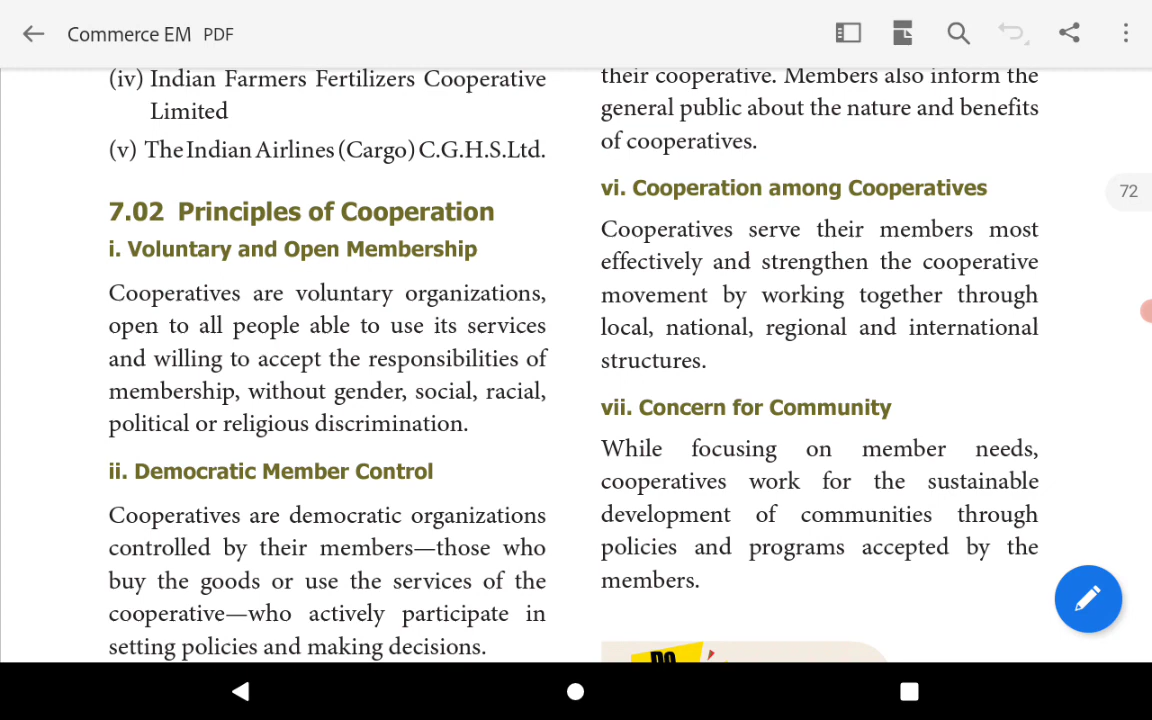 Commerce EM PDF
(iv) Indian Farmers Fertilizers Cooperative
Limited
(v) The Indian Airlines (Cargo) C.G.H.S.Ltd.
7.02 Principles of Cooperation
i. Voluntary and Open Membership
Cooperatives are voluntary organizations,
open to all people able to use its services
and willing to accept the responsibilities of
membership, without gender, social, racial,
political or religious discrimination.
ii. Democratic Member Control
Cooperatives are democratic organizations
controlled by their members—those who
buy the goods or use the services of the
cooperative—who actively participate in
setting policies and making decisions.
their cooperative. Members also inform the
general public about the nature and benefits
of cooperatives.
vi. Cooperation among Cooperatives
Cooperatives serve their members most
effectively and strengthen the cooperative
movement by working together through
local, national, regional and international
structures.
vii. Concern for Community
While focusing on member needs,
cooperatives work for the sustainable
development of communities through
policies and programs accepted by the
members.
DO
72